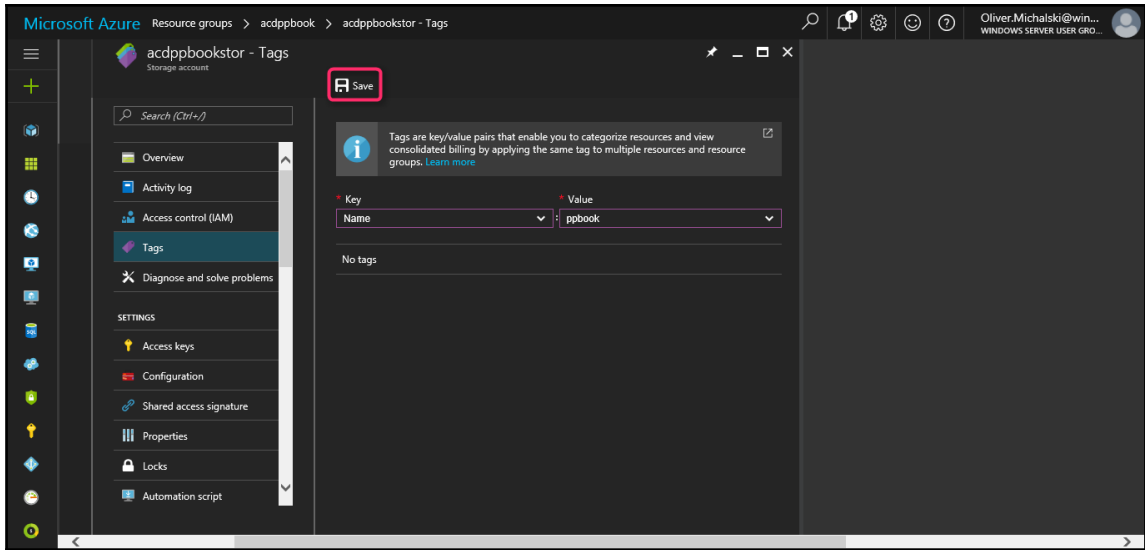 Microsoft Azure Resource groups > acdppbook > acdppbookstor - Tags
1
Oliver.Michalski@win...
WINDOWS SERVER USER GRO...
acdppbookstor - Tags
Storage account
Save
Search (Ctrl+/)
Overview
Activity log
Access control (IAM)
Tags
Diagnose and solve problems
SETTINGS
Access keys
Configuration
Shared access signature
Properties
Locks
Automation script
Tags are key/value pairs that enable you to categorize resources and view
consolidated billing by applying the same tag to multiple resources and resource
groups. Learn more
* Key * Value
Name : ppbook
No tags